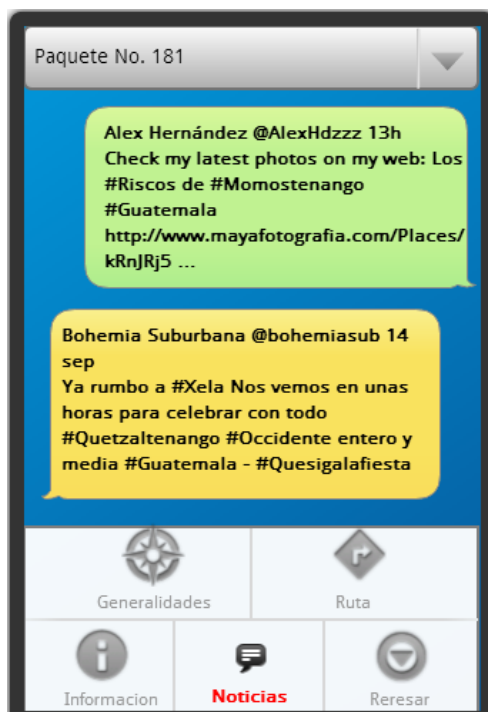 Paquete No. 181
Alex Hernández @AlexHdzzz 13h
Check my latest photos on my web: Los
#Riscos de #Momostenango
#Guatemala
http://www.mayafotografia.com/Places/
kRnJRj5 ...
Bohemia Suburbana @bohemiasub 14
sep
Ya rumbo a #Xela Nos vemos en unas
horas para celebrar con todo
#Quetzaltenango #Occidente entero y
media #Guatemala - #Quesigalafiesta
Generalidades Ruta
Informacion Noticias Reresar